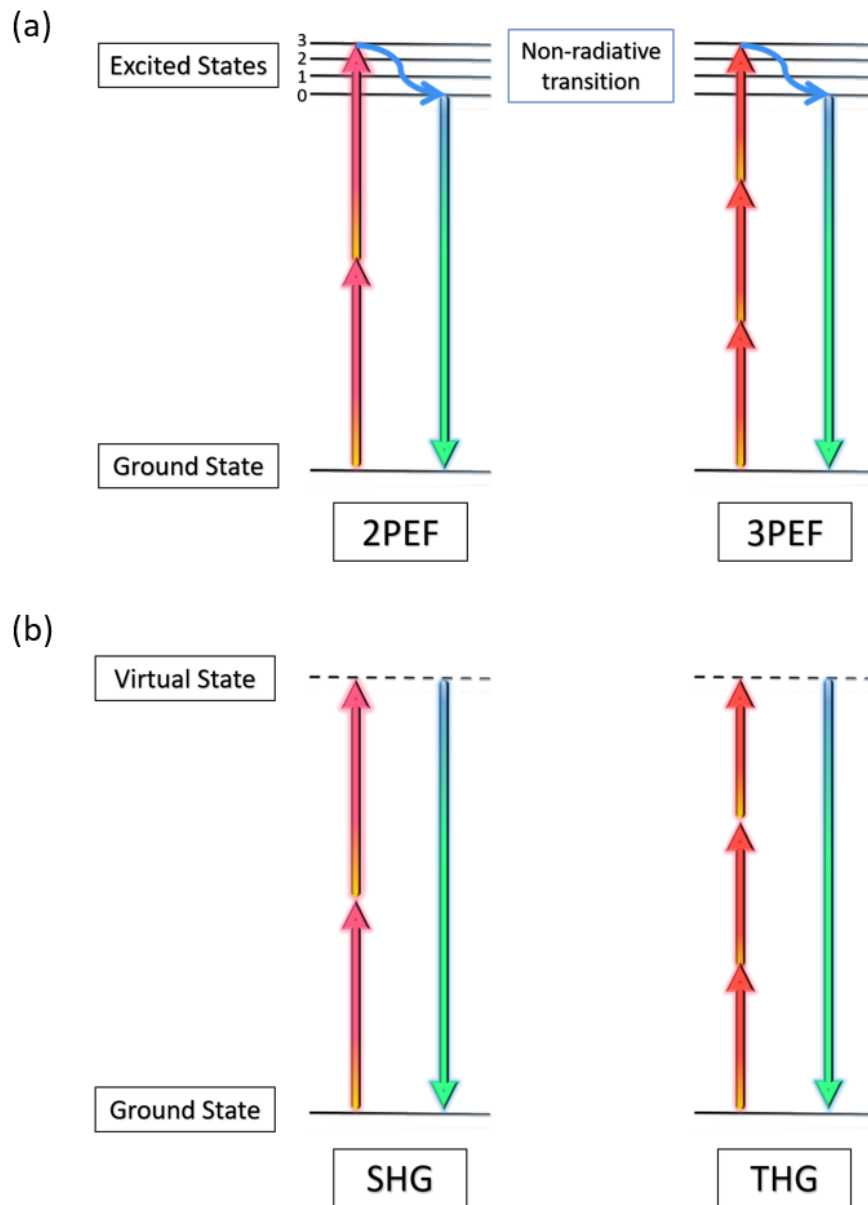 (a)
Excited States
3
2
1
0
Non-radiative
transition
Ground State
2PEF
3PEF
(b)
Virtual State
Ground State
SHG
THG